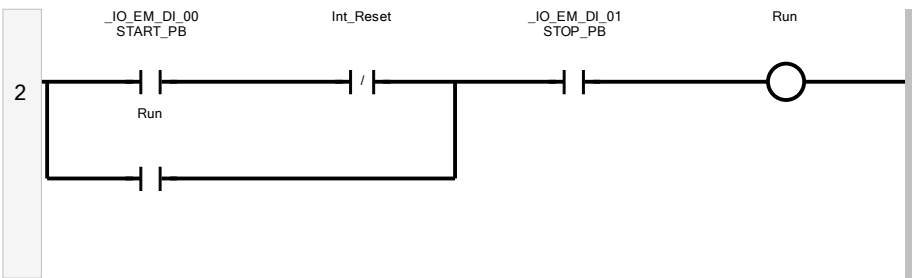 _IO_EM_DI_00
START_PB
Int_Reset
_IO_EM_DI_01
STOP_PB
Run
2
/
Run